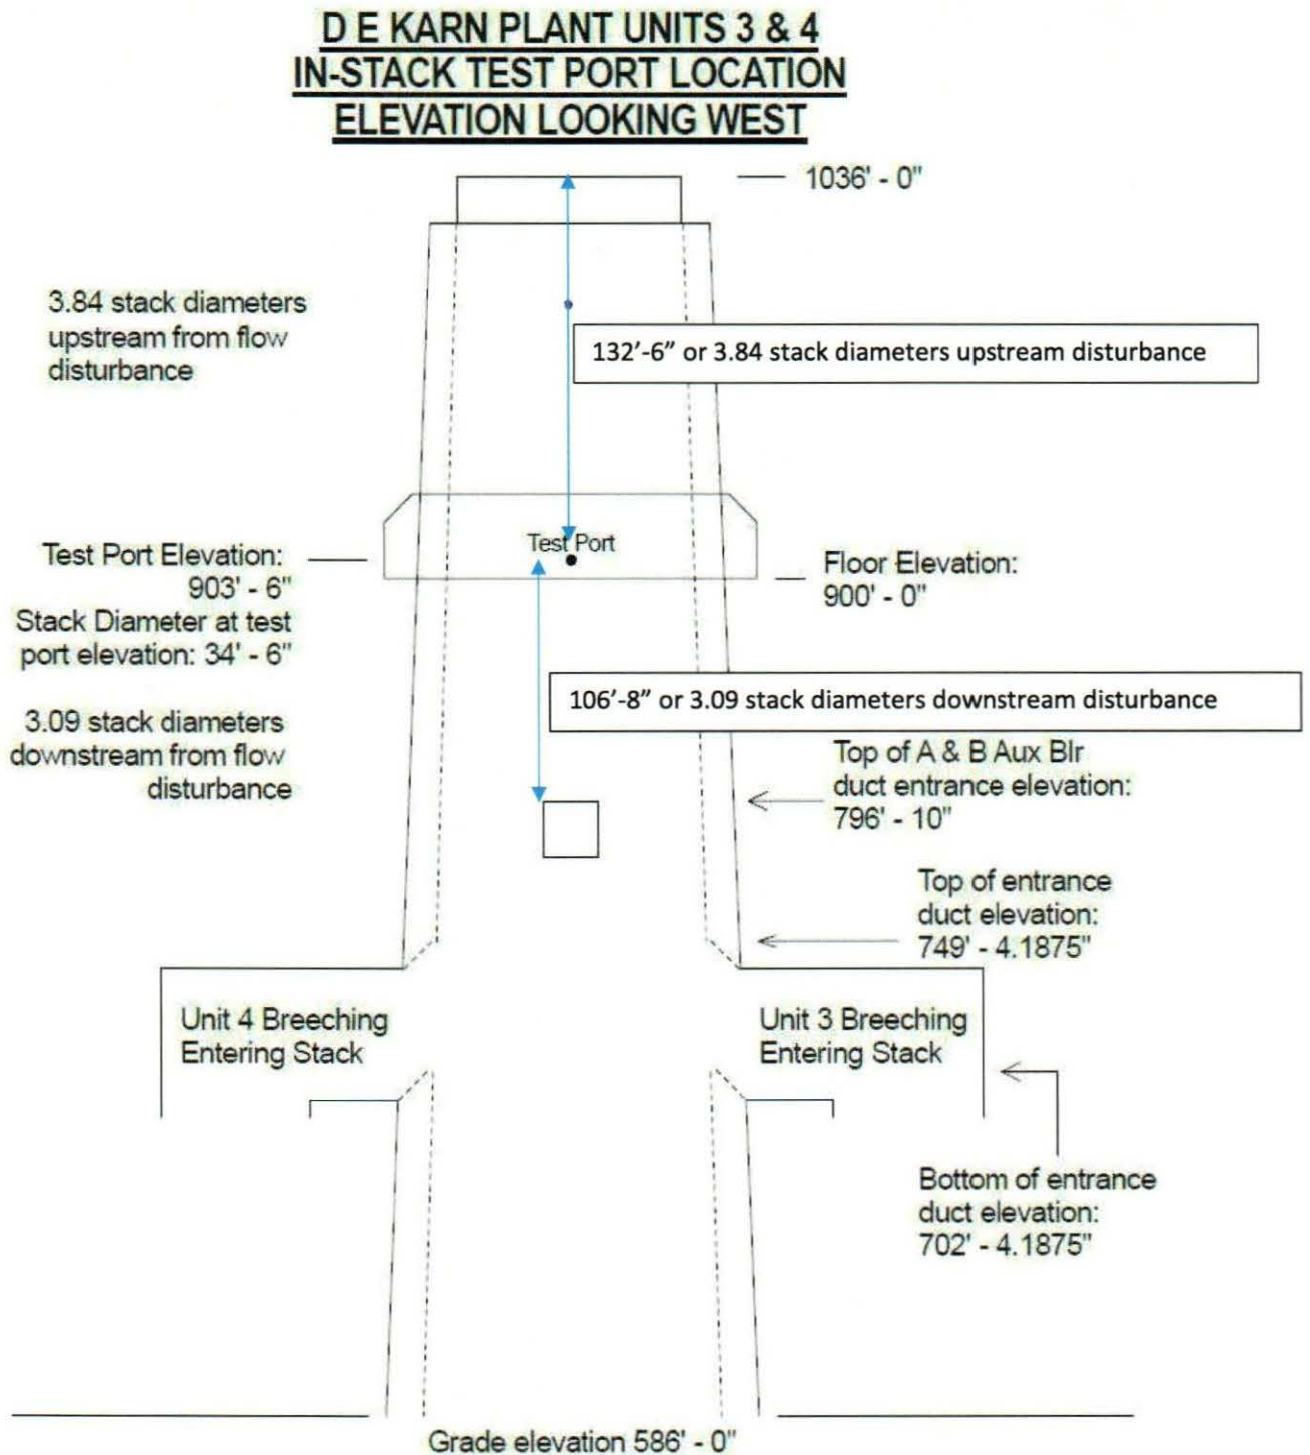 D E KARN PLANT UNITS 3 & 4
IN-STACK TEST PORT LOCATION
ELEVATION LOOKING WEST
1036' - 0"
3.84 stack diameters
upstream from flow
disturbance
132'-6" or 3.84 stack diameters upstream disturbance
Test Port
Test Port Elevation:
903' - 6"
Stack Diameter at test
port elevation: 34' - 6"
Floor Elevation:
900' - 0"
106'-8" or 3.09 stack diameters downstream disturbance
3.09 stack diameters
downstream from flow
disturbance
Top of A & B Aux Blr
duct entrance elevation:
796' - 10"
Top of entrance
duct elevation:
749' - 4.1875"
Unit 4 Breeching
Entering Stack
Unit 3 Breeching
Entering Stack
Bottom of entrance
duct elevation:
702' - 4.1875"
Grade elevation 586' - 0"